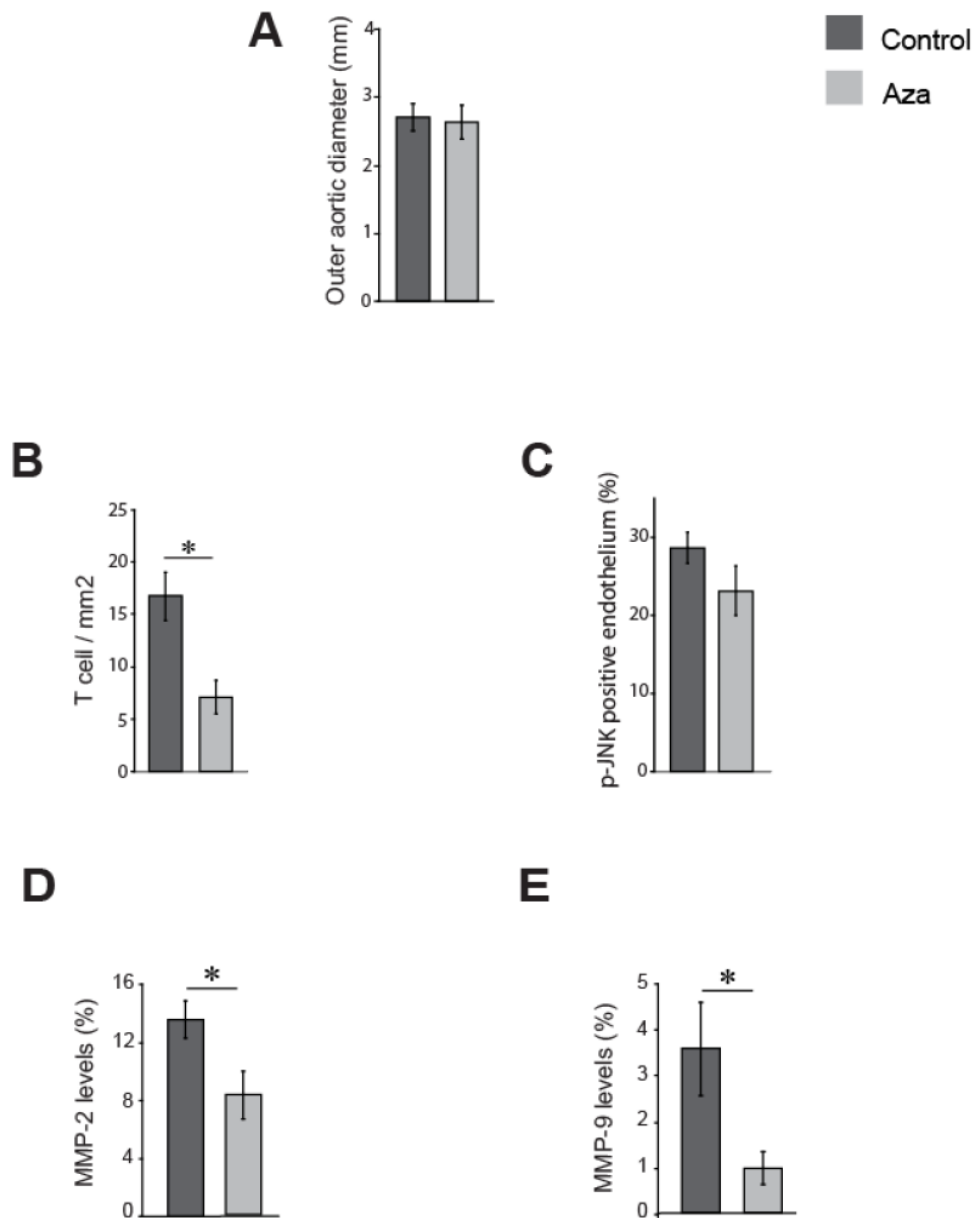 A
Outer aortic diameter (mm)
4
3
2
1
0
Control
Aza
B
T cell / mm2
25
20
15
10
5
0
*
C
p-JNK positive endothelium (%)
30
20
10
0
D
MMP-2 levels (%)
16
12
8
4
0
*
E
MMP-9 levels (%)
5
4
3
2
1
0
*